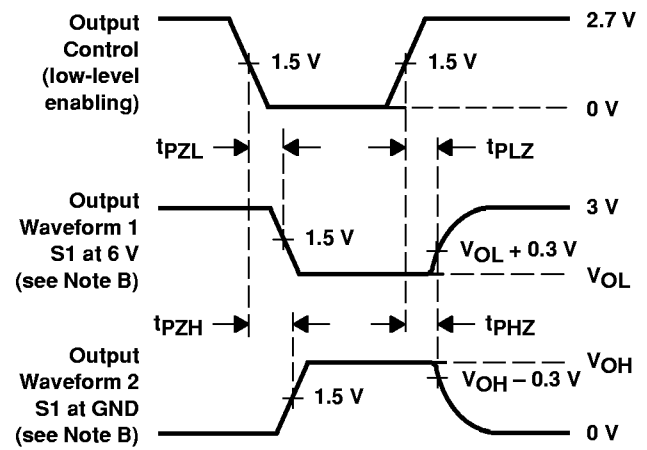 Output
Control
(low-level
enabling)
2.7 V
1.5 V
1.5 V
0 V
tPZL
tPLZ
Output
Waveform 1
S1 at 6 V
(see Note B)
3 V
1.5 V
VOL + 0.3 V
VOL
tPZH
tPHZ
Output
Waveform 2
S1 at GND
(see Note B)
VOH
VOH – 0.3 V
1.5 V
0 V